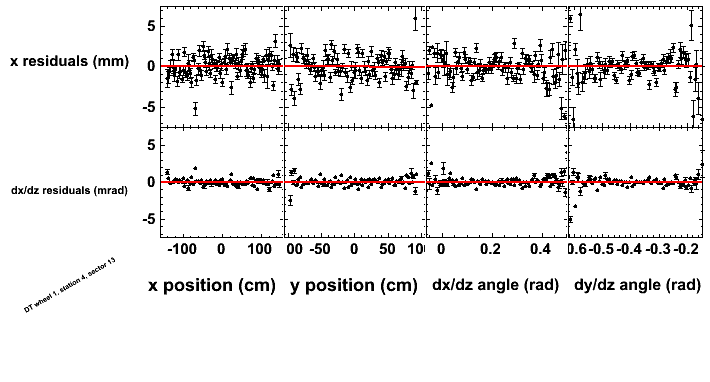 x residuals (mm)
5
0
-5
dx/dz residuals (mrad)
5
0
-5
-100 0 100
00 -50 0 50 90
0 0.2 0.4
0.6 -0.5 -0.4 -0.3 -0.2
x position (cm) y position (cm) dx/dz angle (rad) dy/dz angle (rad)
DT wheel 1, station 4, sector 13